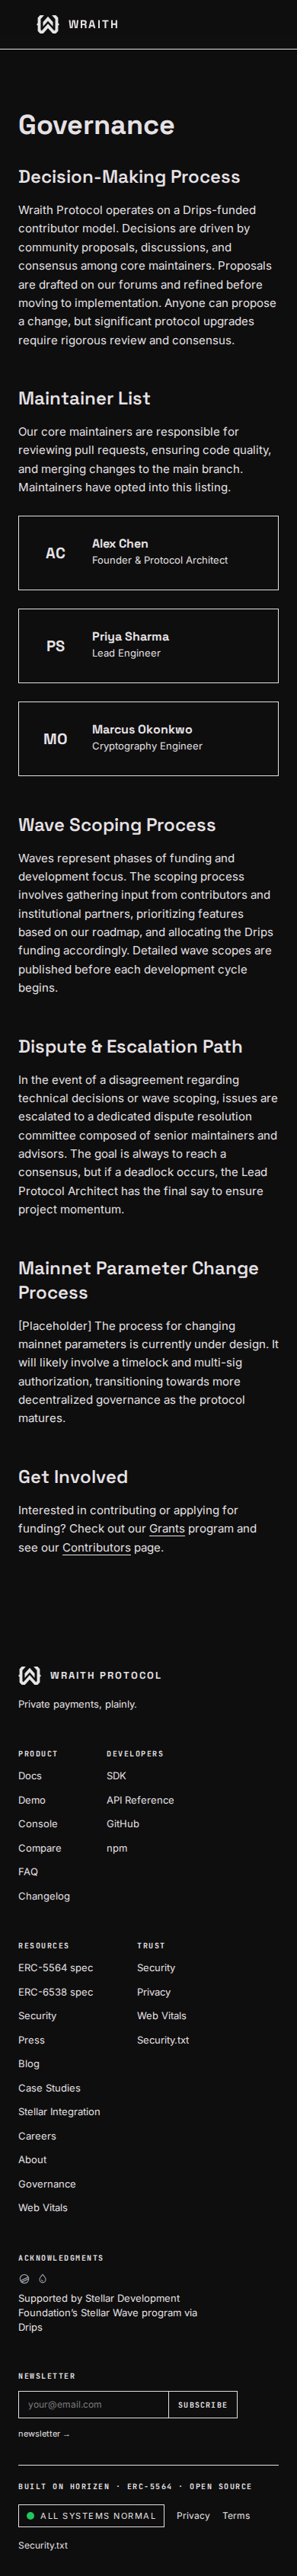 WRAITH
Governance
Decision-Making Process
Wraith Protocol operates on a Drips-funded
contributor model. Decisions are driven by
community proposals, discussions, and
consensus among core maintainers. Proposals
are drafted on our forums and refined before
moving to implementation. Anyone can propose
a change, but significant protocol upgrades
require rigorous review and consensus.
Maintainer List
Our core maintainers are responsible for
reviewing pull requests, ensuring code quality,
and merging changes to the main branch.
Maintainers have opted into this listing.
AC
Alex Chen
Founder & Protocol Architect
PS
Priya Sharma
Lead Engineer
MO
Marcus Okonkwo
Cryptography Engineer
Wave Scoping Process
Waves represent phases of funding and
development focus. The scoping process
involves gathering input from contributors and
institutional partners, prioritizing features
based on our roadmap, and allocating the Drips
funding accordingly. Detailed wave scopes are
published before each development cycle
begins.
Dispute & Escalation Path
In the event of a disagreement regarding
technical decisions or wave scoping, issues are
escalated to a dedicated dispute resolution
committee composed of senior maintainers and
advisors. The goal is always to reach a
consensus, but if a deadlock occurs, the Lead
Protocol Architect has the final say to ensure
project momentum.
Mainnet Parameter Change
Process
[Placeholder] The process for changing
mainnet parameters is currently under design. It
will likely involve a timelock and multi-sig
authorization, transitioning towards more
decentralized governance as the protocol
matures.
Get Involved
Interested in contributing or applying for
funding? Check out our Grants program and
see our Contributors page.
WRAITH PROTOCOL
Private payments, plainly.
PRODUCT
Docs
Demo
Console
Compare
FAQ
Changelog
DEVELOPERS
SDK
API Reference
GitHub
npm
RESOURCES
ERC-5564 spec
ERC-6538 spec
Security
Press
Blog
Case Studies
Stellar Integration
Careers
About
Governance
Web Vitals
TRUST
Security
Privacy
Web Vitals
Security.txt
ACKNOWLEDGMENTS
Supported by Stellar Development
Foundation's Stellar Wave program via
Drips
NEWSLETTER
your@email.com
SUBSCRIBE
newsletter →
BUILT ON HORIZEN · ERC-5564 · OPEN SOURCE
ALL SYSTEMS NORMAL
Privacy
Terms
Security.txt